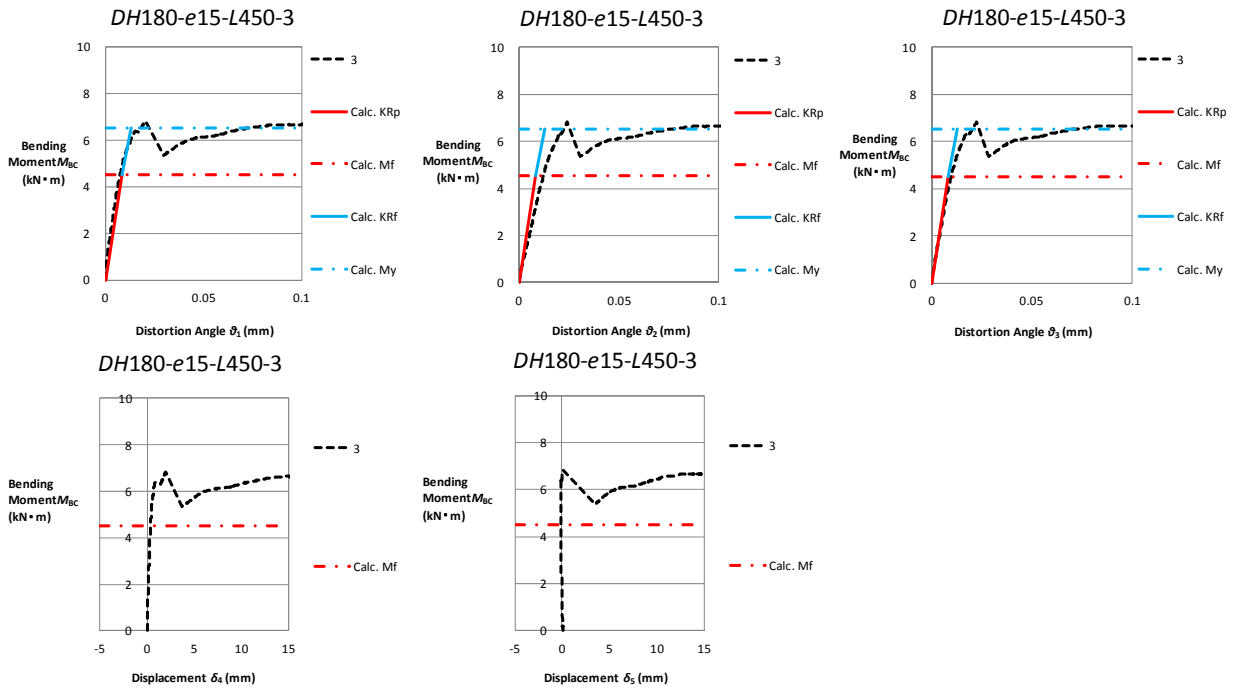 DH180-e15-L450-3
10
8
6
4
2
0
0
0.05
0.1
Bending
MomentM_BC
(kN・m)
Distortion Angle ϑ₁ (mm)
3
Calc. KRp
Calc. Mf
Calc. KRf
Calc. My
DH180-e15-L450-3
10
8
6
4
2
0
0
0.05
0.1
Bending
MomentM_BC
(kN・m)
Distortion Angle ϑ₂ (mm)
3
Calc. KRp
Calc. Mf
Calc. KRf
Calc. My
DH180-e15-L450-3
10
8
6
4
2
0
0
0.05
0.1
Bending
MomentM_BC
(kN・m)
Distortion Angle ϑ₃ (mm)
3
Calc. KRp
Calc. Mf
Calc. KRf
Calc. My
DH180-e15-L450-3
10
8
6
4
2
0
-5
0
5
10
15
Bending
MomentM_BC
(kN・m)
Displacement δ₄ (mm)
3
Calc. Mf
DH180-e15-L450-3
10
8
6
4
2
0
-5
0
5
10
15
Bending
MomentM_BC
(kN・m)
Displacement δ₅ (mm)
3
Calc. Mf